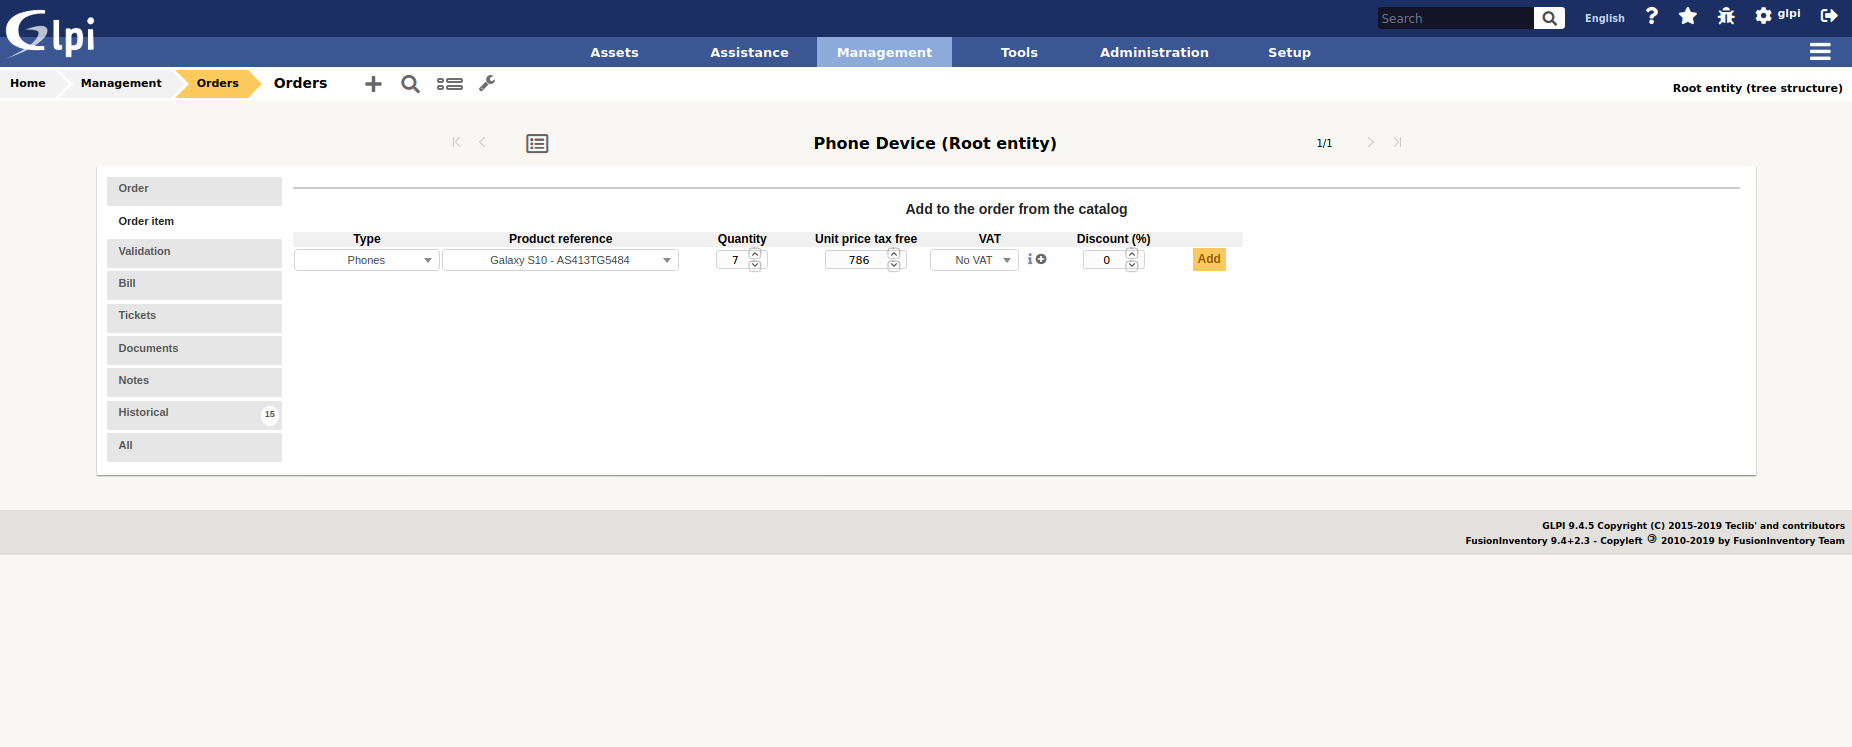 Glpi
Search
English
glpi
Assets Assistance Management Tools Administration Setup
Home Management Orders Orders
Root entity (tree structure)
Phone Device (Root entity)
1/1
Order
Order item
Validation
Bill
Tickets
Documents
Notes
Historical 15
All
Add to the order from the catalog
Type Product reference Quantity Unit price tax free VAT Discount (%)
Phones Galaxy S10 - AS413TG5484 7 786 No VAT 0 Add
GLPI 9.4.5 Copyright (C) 2015-2019 Teclib' and contributors
FusionInventory 9.4+2.3 - Copyleft 🄯 2010-2019 by FusionInventory Team